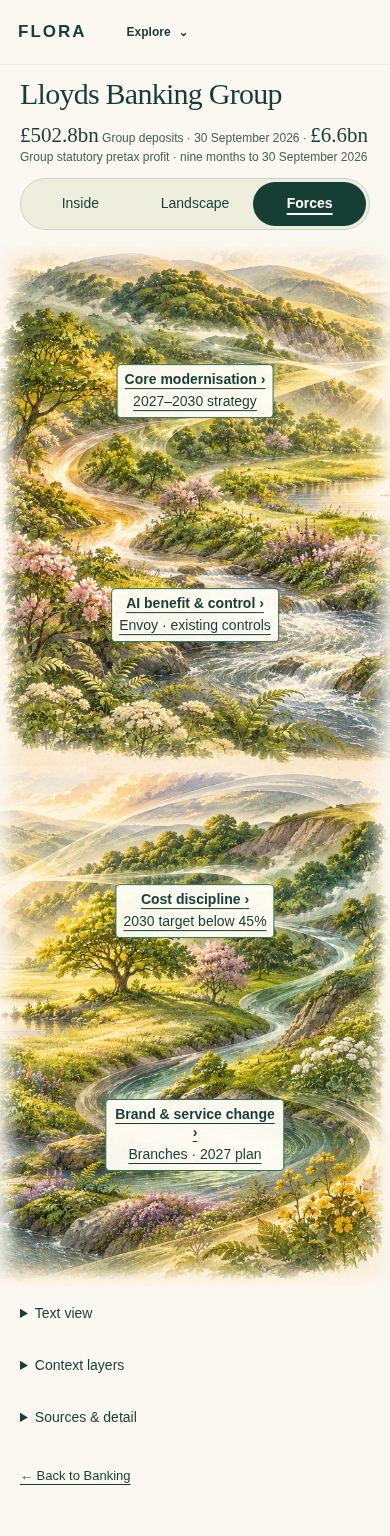 FLORA
Explore ⌄
Lloyds Banking Group
£502.8bn Group deposits · 30 September 2026 · £6.6bn
Group statutory pretax profit · nine months to 30 September 2026
Inside
Landscape
Forces
Core modernisation ›
2027–2030 strategy
AI benefit & control ›
Envoy · existing controls
Cost discipline ›
2030 target below 45%
Brand & service change
›
Branches · 2027 plan
▶ Text view
▶ Context layers
▶ Sources & detail
← Back to Banking